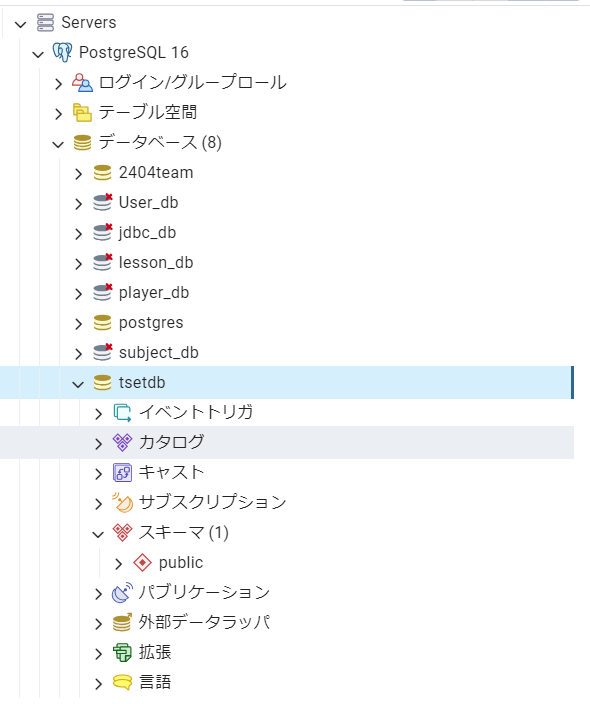 Servers
PostgreSQL 16
ログイン/グループロール
テーブル空間
データベース (8)
2404team
User_db
jdbc_db
lesson_db
player_db
postgres
subject_db
tsetdb
イベントトリガ
カタログ
キャスト
サブスクリプション
スキーマ (1)
public
パブリケーション
外部データラッパ
拡張
言語